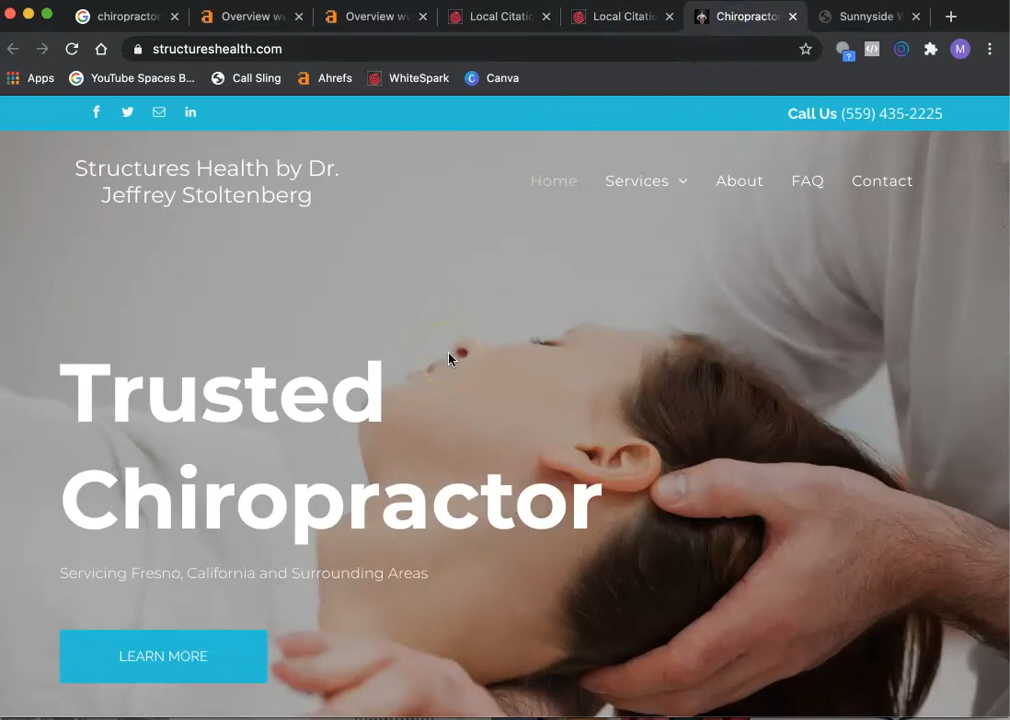 chiropractor
Overview w
Overview w
Local Citatio
Local Citatio
Chiropractor
Sunnyside W
structureshealth.com
M
Apps
YouTube Spaces B...
Call Sling
Ahrefs
WhiteSpark
Canva
Call Us (559) 435-2225
Structures Health by Dr.
Jeffrey Stoltenberg
Home
Services
About
FAQ
Contact
Trusted
Chiropractor
Servicing Fresno, California and Surrounding Areas
LEARN MORE